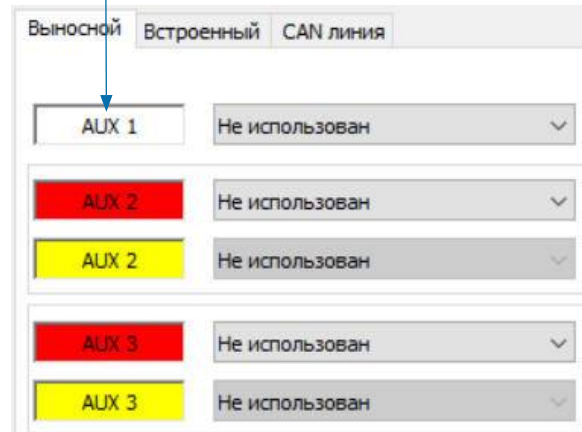 Выносной Встроенный CAN линия
AUX 1 Не использован
AUX 2 Не использован
AUX 2 Не использован
AUX 3 Не использован
AUX 3 Не использован